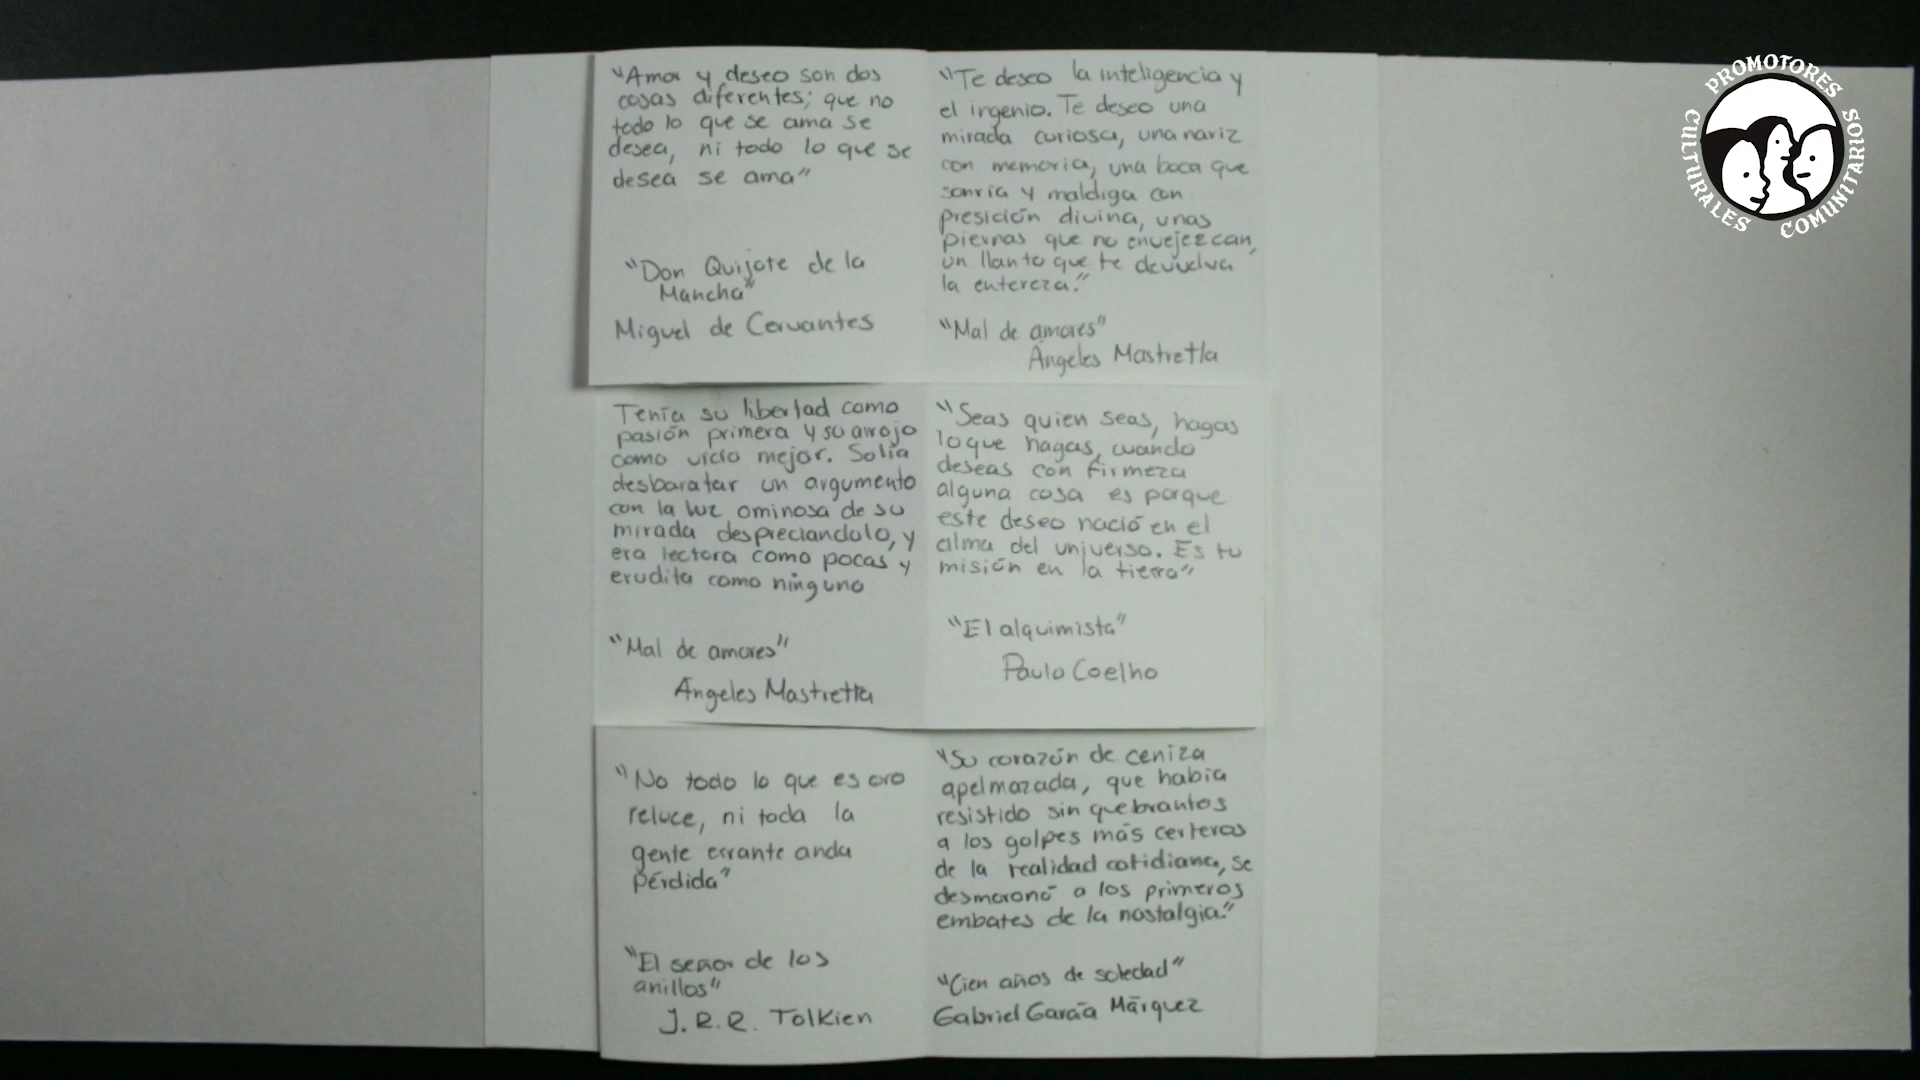 "Amor y deseo son dos
cosas diferentes; que no
todo lo que se ama se
desea, ni todo lo que se
desea se ama"
"Don Quijote de la
Mancha"
Miguel de Cervantes
"Te deseo la inteligencia y
el ingenio. Te deseo una
mirada curiosa, una nariz
con memoria, una boca que
sonría y maldiga con
presición divina, unas
piernas que no envejezcan,
un llanto que te devuelva
la entereza."
"Mal de amores"
Ángeles Mastretta
Tenía su libertad como
pasión primera y su arrojo
como vicio mejor. Solía
desbaratar un argumento
con la luz ominosa de su
mirada despreciandolo, y
era lectora como pocas y
erudita como ninguno
"Mal de amores"
Ángeles Mastretta
"Seas quien seas, hagas
lo que hagas, cuando
deseas con firmeza
alguna cosa es porque
este deseo nació en el
alma del universo. Es tu
misión en la tierra"
"El alquimista"
Paulo Coelho
"No todo lo que es oro
reluce, ni toda la
gente errante anda
pérdida"
"El señor de los
anillos"
J. R. R. Tolkien
"Su corazón de ceniza
apelmazada, que había
resistido sin quebrantos
a los golpes más certeros
de la realidad cotidiana, se
desmoronó a los primeros
embates de la nostalgia."
"Cien años de soledad"
Gabriel García Márquez
PROMOTORES
CULTURALES
COMUNITARIOS